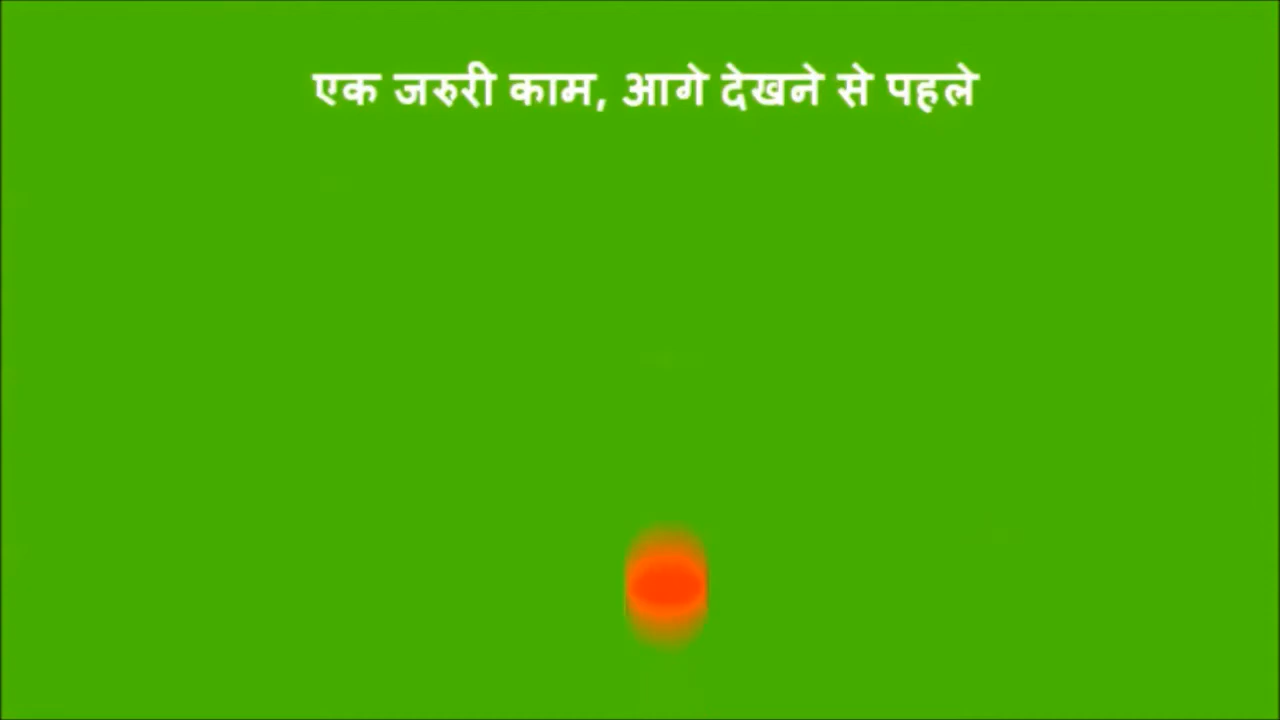 एक जरुरी काम, आगे देखने से पहले